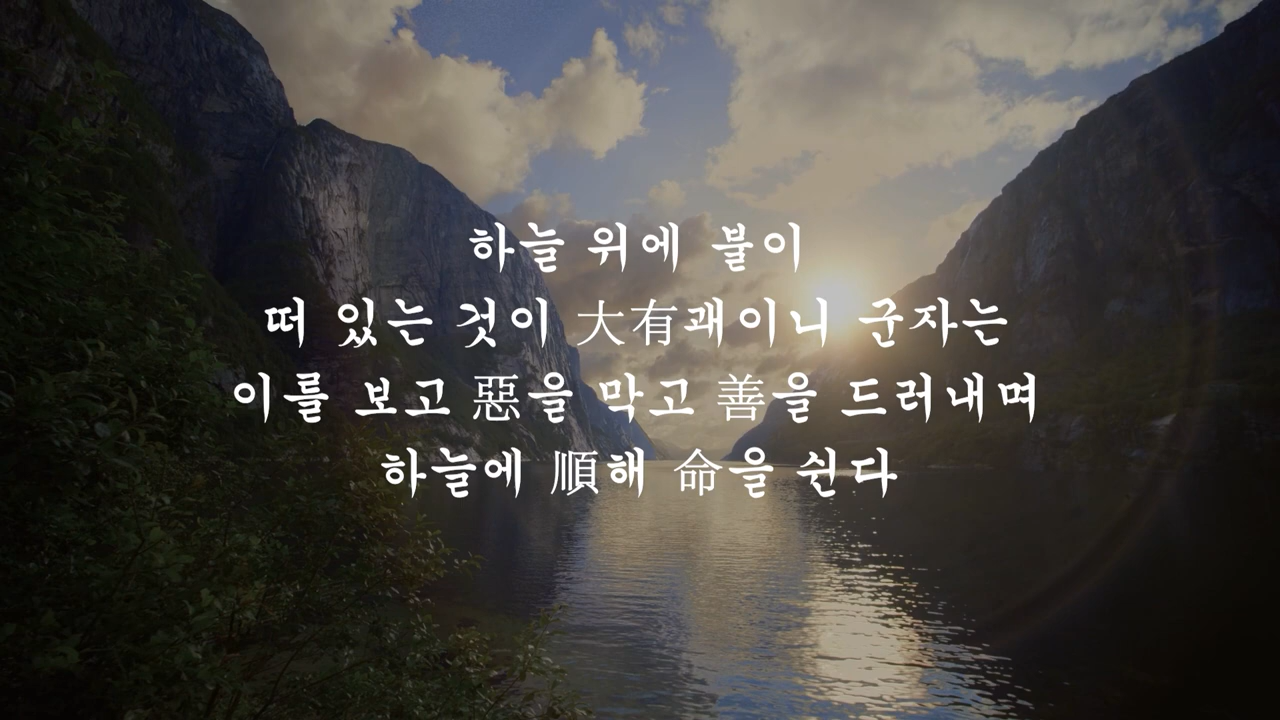 하늘 위에 불이
떠 있는 것이 大有괘이니 군자는
이를 보고 惡을 막고 善을 드러내며
하늘에 順해 命을 쉰다